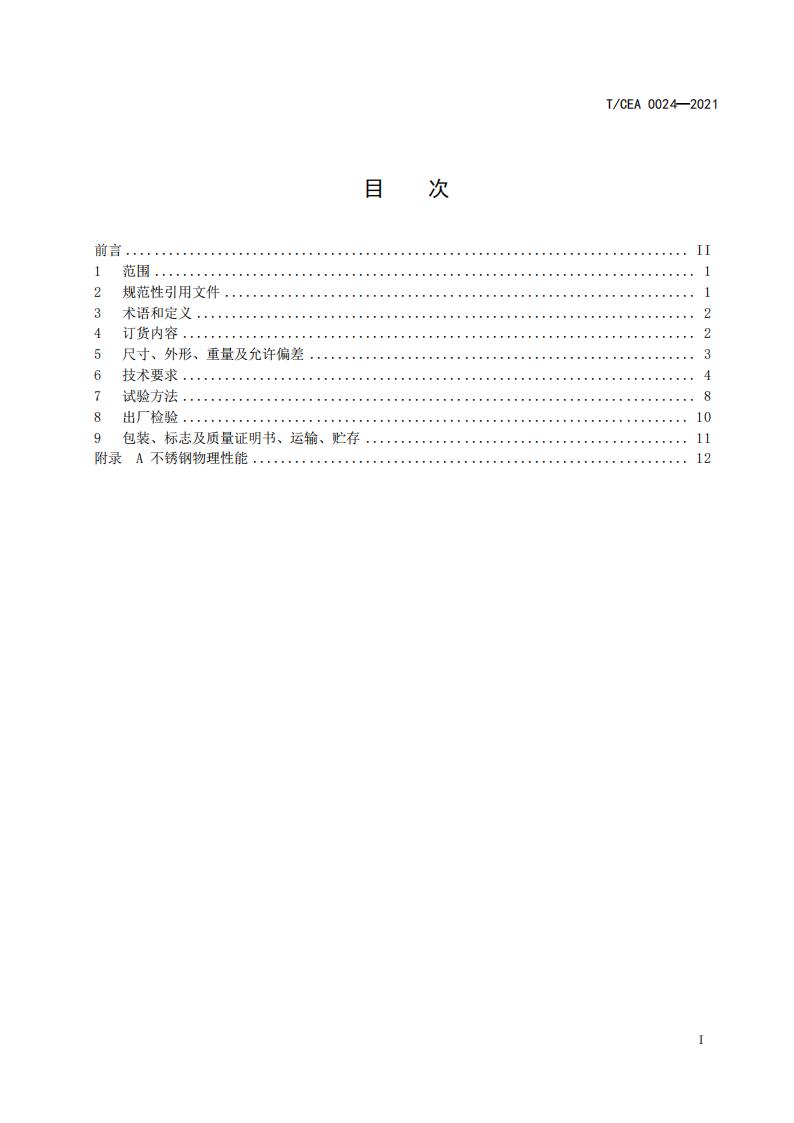 T/CEA 0024—2021
目 次
前言................................................................................ II
1 范围............................................................................ 1
2 规范性引用文件................................................................... 1
3 术语和定义....................................................................... 2
4 订货内容......................................................................... 2
5 尺寸、外形、重量及允许偏差....................................................... 3
6 技术要求......................................................................... 4
7 试验方法......................................................................... 8
8 出厂检验........................................................................ 10
9 包装、标志及质量证明书、运输、贮存............................................... 11
附录 A 不锈钢物理性能.............................................................. 12
I